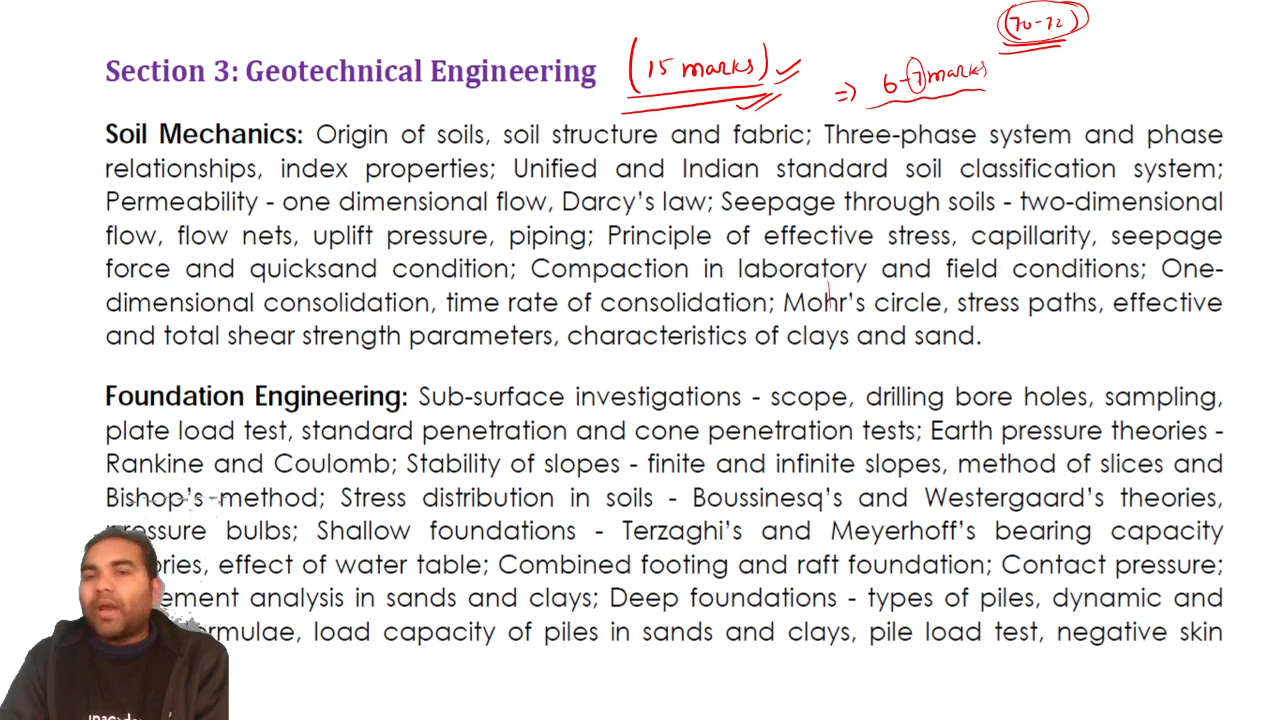 (70-72)
Section 3: Geotechnical Engineering (15 marks)
=> 6-7 marks
Soil Mechanics: Origin of soils, soil structure and fabric; Three-phase system and phase
relationships, index properties; Unified and Indian standard soil classification system;
Permeability - one dimensional flow, Darcy's law; Seepage through soils - two-dimensional
flow, flow nets, uplift pressure, piping; Principle of effective stress, capillarity, seepage
force and quicksand condition; Compaction in laboratory and field conditions; One-
dimensional consolidation, time rate of consolidation; Mohr's circle, stress paths, effective
and total shear strength parameters, characteristics of clays and sand.
Foundation Engineering: Sub-surface investigations - scope, drilling bore holes, sampling,
plate load test, standard penetration and cone penetration tests; Earth pressure theories -
Rankine and Coulomb; Stability of slopes - finite and infinite slopes, method of slices and
Bishop's method; Stress distribution in soils - Boussinesq's and Westergaard's theories,
pressure bulbs; Shallow foundations - Terzaghi's and Meyerhoff's bearing capacity
effect of water table; Combined footing and raft foundation; Contact pressure;
analysis in sands and clays; Deep foundations - types of piles, dynamic and
load capacity of piles in sands and clays, pile load test, negative skin